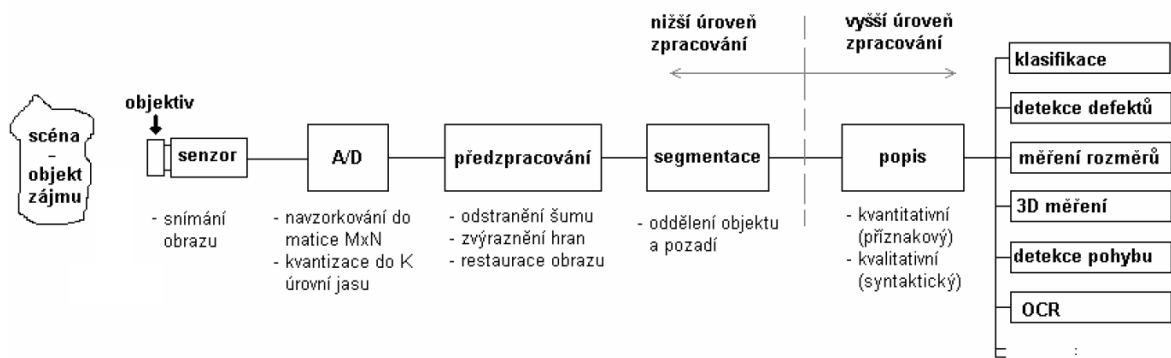 nižší úroveň
zpracování
vyšší úroveň
zpracování
scéna
–
objekt
zájmu
objektiv
senzor
- snímání
obrazu
A/D
- navzorkování do
matice MxN
- kvantizace do K
úrovní jasu
předzpracování
- odstranění šumu
- zvýraznění hran
- restaurace obrazu
segmentace
- oddělení objektu
a pozadí
popis
- kvantitativní
(příznakový)
- kvalitativní
(syntaktický)
klasifikace
detekce defektů
měření rozměrů
3D měření
detekce pohybu
OCR
: